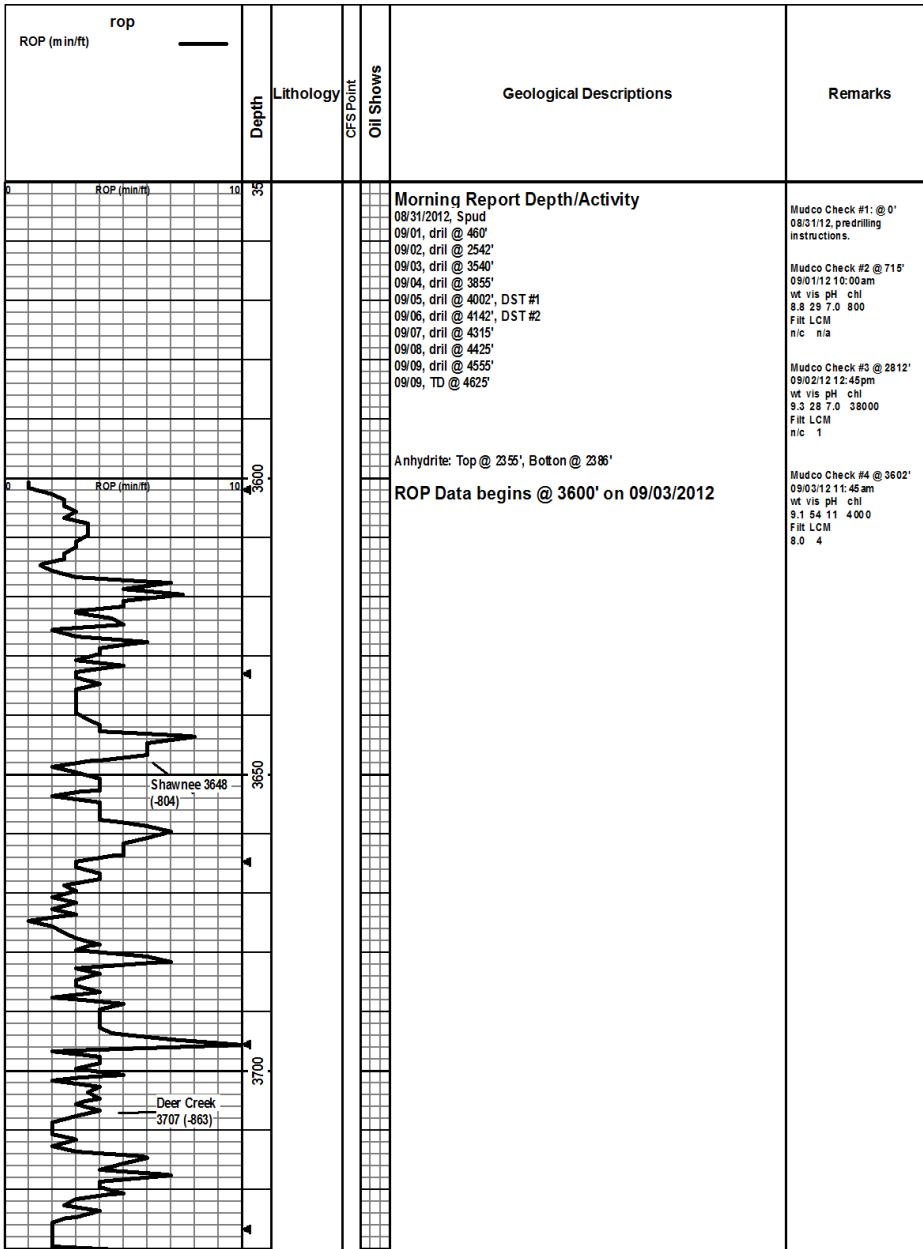 rop
ROP (min/ft)
Depth
Lithology
CFS Point
Oil Shows
Geological Descriptions
Remarks
0 ROP (min/ft) 10
35
Morning Report Depth/Activity
08/31/2012, Spud
09/01, dril @ 460'
09/02, dril @ 2542'
09/03, dril @ 3540'
09/04, dril @ 3855'
09/05, dril @ 4002', DST #1
09/06, dril @ 4142', DST #2
09/07, dril @ 4315'
09/08, dril @ 4425'
09/09, dril @ 4555'
09/09, TD @ 4625'
Anhydrite: Top @ 2355', Botton @ 2386'
ROP Data begins @ 3600' on 09/03/2012
Mudco Check #1: @ 0'
08/31/12, predrilling
instructions.
Mudco Check #2 @ 715'
09/01/12 10:00am
wt vis pH chl
8.8 29 7.0 800
Filt LCM
n/c n/a
Mudco Check #3 @ 2812'
09/02/12 12:45pm
wt vis pH chl
9.3 28 7.0 38000
Filt LCM
n/c 1
Mudco Check #4 @ 3602'
09/03/12 11:45am
wt vis pH chl
9.1 54 11 4000
Filt LCM
8.0 4
3600
0 ROP (min/ft) 10
3650
Shawnee 3648
(-804)
3700
Deer Creek
3707 (-863)